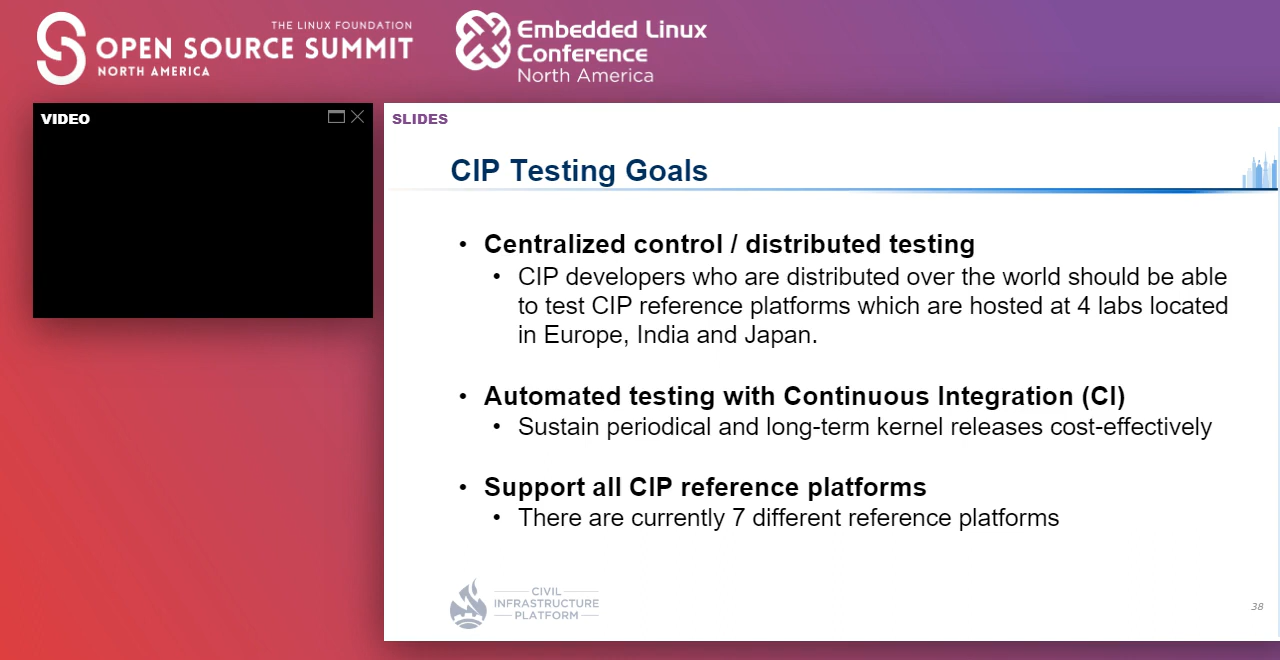 THE LINUX FOUNDATION
OPEN SOURCE SUMMIT
NORTH AMERICA
Embedded Linux
Conference
North America
VIDEO
SLIDES
CIP Testing Goals
• Centralized control / distributed testing
• CIP developers who are distributed over the world should be able
to test CIP reference platforms which are hosted at 4 labs located
in Europe, India and Japan.
• Automated testing with Continuous Integration (CI)
• Sustain periodical and long-term kernel releases cost-effectively
• Support all CIP reference platforms
• There are currently 7 different reference platforms
CIVIL
INFRASTRUCTURE
PLATFORM
38